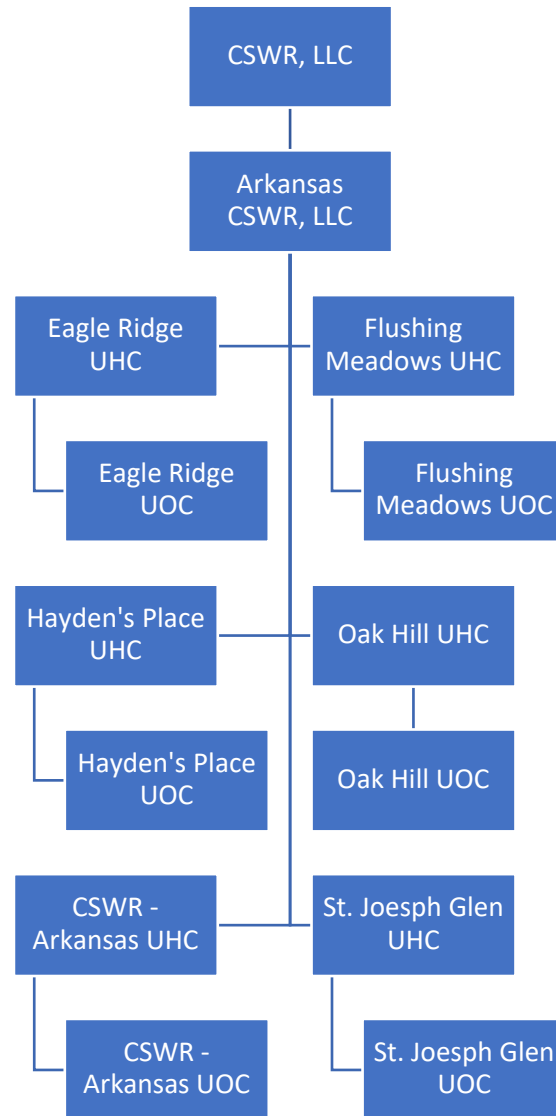 CSWR, LLC
Arkansas
CSWR, LLC
Eagle Ridge
UHC
Flushing
Meadows UHC
Eagle Ridge
UOC
Flushing
Meadows UOC
Hayden's Place
UHC
Oak Hill UHC
Hayden's Place
UOC
Oak Hill UOC
CSWR -
Arkansas UHC
St. Joesph Glen
UHC
CSWR -
Arkansas UOC
St. Joesph Glen
UOC